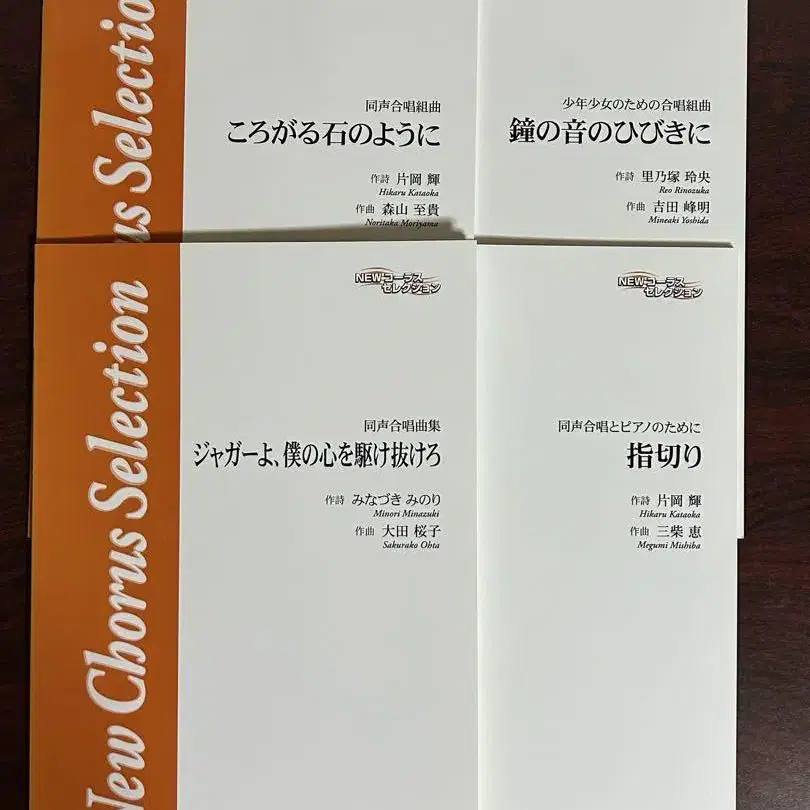 New Chorus Selection
同声合唱組曲
ころがる石のように
作詩 片岡 輝
Hikaru Kataoka
作曲 森山 至貴
Noritaka Moriyama
少年少女のための合唱組曲
鐘の音のひびきに
作詩 里乃塚 玲央
Reo Rinozuka
作曲 吉田 峰明
Mineaki Yoshida
New Chorus Selection
NEWコーラス
セレクション
同声合唱曲集
ジャガーよ、僕の心を駆け抜けろ
作詩 みなづき みのり
Minori Minazuki
作曲 大田 桜子
Sakurako Ohta
NEWコーラス
セレクション
同声合唱とピアノのために
指切り
作詩 片岡 輝
Hikaru Kataoka
作曲 三柴 恵
Megumi Mishiba